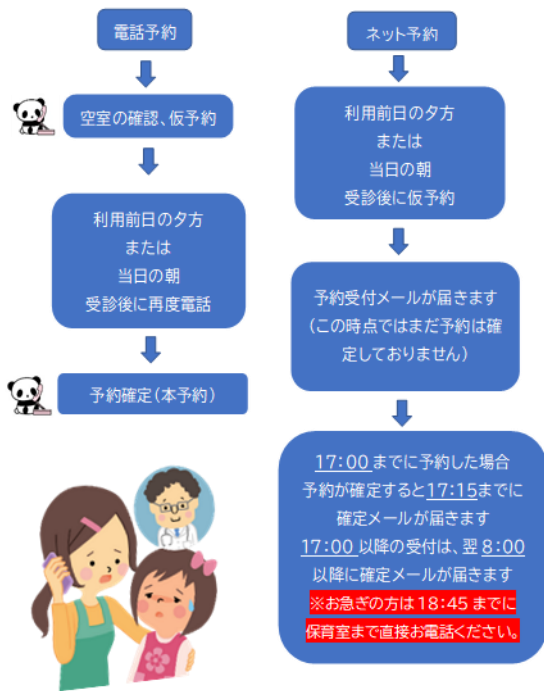 電話予約
空室の確認、仮予約
利用前日の夕方
または
当日の朝
受診後に再度電話
予約確定(本予約)
ネット予約
利用前日の夕方
または
当日の朝
受診後に仮予約
予約受付メールが届きます
(この時点ではまだ予約は確
定しておりません)
17:00までに予約した場合
予約が確定すると17:15までに
確定メールが届きます
17:00以降の受付は、翌8:00
以降に確定メールが届きます
※お急ぎの方は18:45までに
保育室まで直接お電話ください。